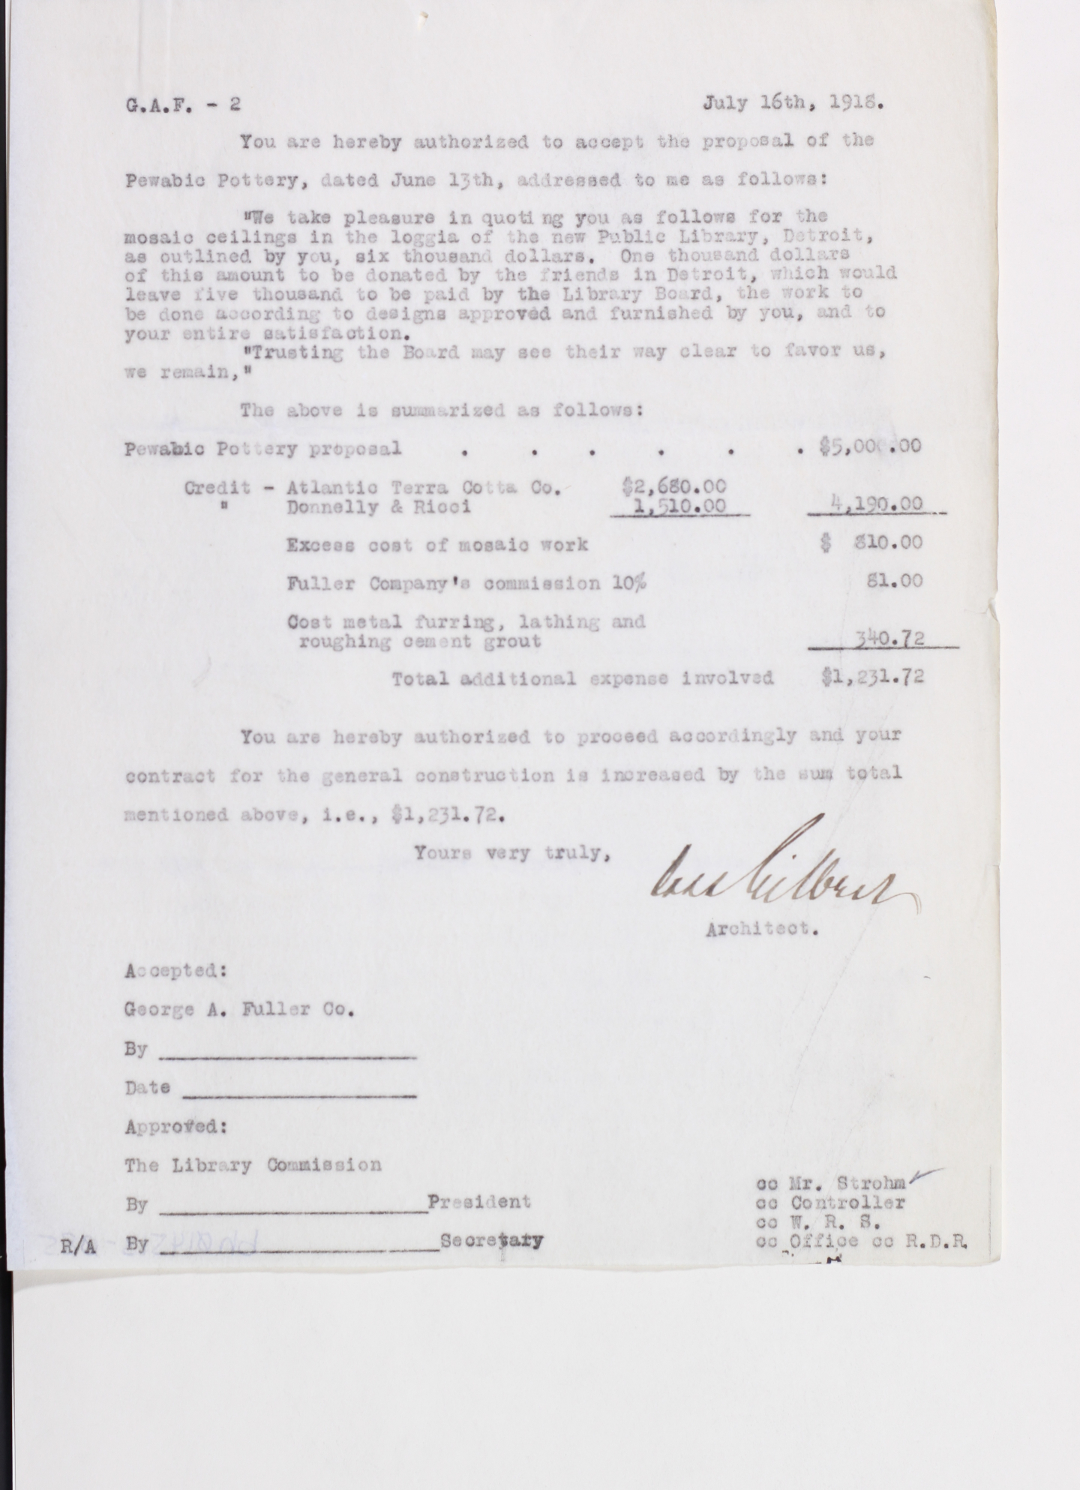 G.A.F. - 2 July 16th, 1918.
You are hereby authorized to accept the proposal of the
Pewabic Pottery, dated June 13th, addressed to me as follows:
"We take pleasure in quoting you as follows for the
mosaic ceilings in the loggia of the new Public Library, Detroit,
as outlined by you, six thousand dollars. One thousand dollars
of this amount to be donated by the friends in Detroit, which would
leave five thousand to be paid by the Library Board, the work to
be done according to designs approved and furnished by you, and to
your entire satisfaction.
"Trusting the Board may see their way clear to favor us,
we remain,"
The above is summarized as follows:
Pewabic Pottery proposal . . . . . . $5,000.00
Credit - Atlantic Terra Cotta Co. $2,680.00
" Donnelly & Ricci 1,510.00 4,190.00
Excess cost of mosaic work $ 810.00
Fuller Company's commission 10% 81.00
Cost metal furring, lathing and
roughing cement grout 340.72
Total additional expense involved $1,231.72
You are hereby authorized to proceed accordingly and your
contract for the general construction is increased by the sum total
mentioned above, i.e., $1,231.72.
Yours very truly,
Cass Gilbert
Architect.
Accepted:
George A. Fuller Co.
By
Date
Approved:
The Library Commission
By President
R/A By Secretary
cc Mr. Strohm
cc Controller
cc W. R. S.
cc Office cc R.D.R.